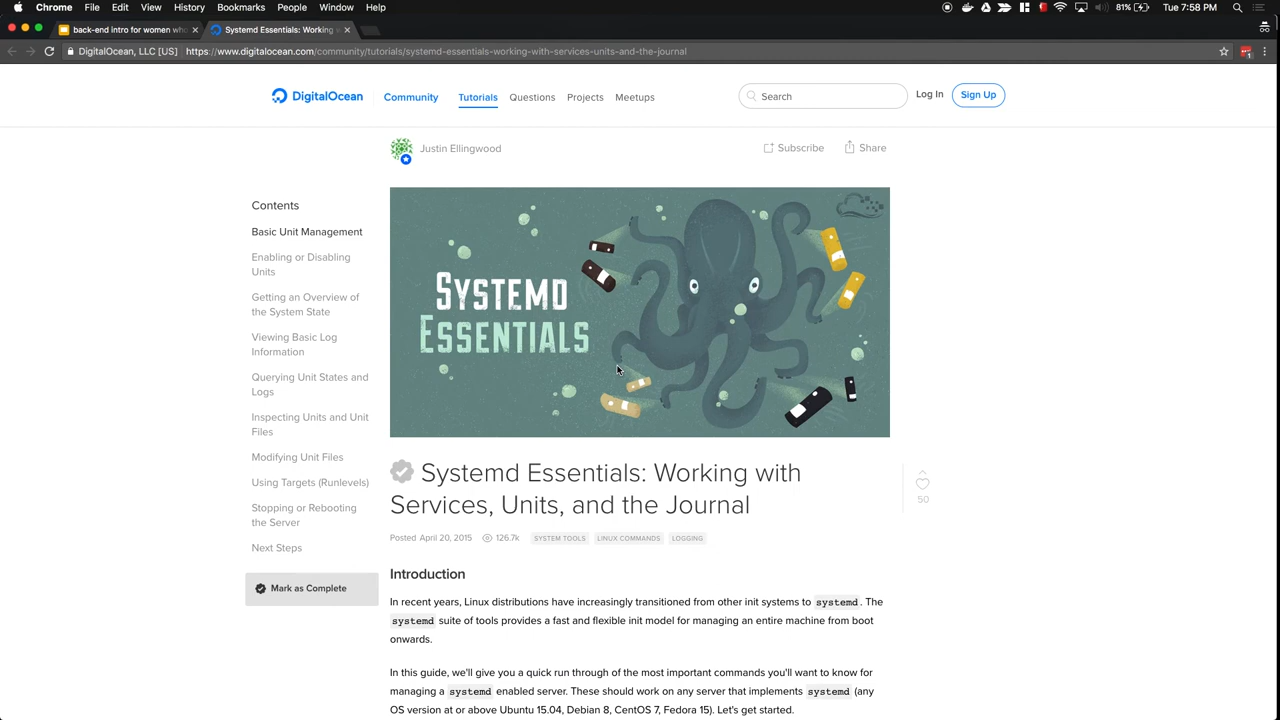 Chrome File Edit View History Bookmarks People Window Help 81% Tue 7:58 PM
back-end intro for women who Systemd Essentials: Working w
DigitalOcean, LLC [US] https://www.digitalocean.com/community/tutorials/systemd-essentials-working-with-services-units-and-the-journal
DigitalOcean Community Tutorials Questions Projects Meetups Search Log In Sign Up
Justin Ellingwood Subscribe Share
SYSTEMD
ESSENTIALS
Contents
Basic Unit Management
Enabling or Disabling
Units
Getting an Overview of
the System State
Viewing Basic Log
Information
Querying Unit States and
Logs
Inspecting Units and Unit
Files
Modifying Unit Files
Using Targets (Runlevels)
Stopping or Rebooting
the Server
Next Steps
Mark as Complete
Systemd Essentials: Working with
Services, Units, and the Journal
50
Posted April 20, 2015 126.7k SYSTEM TOOLS LINUX COMMANDS LOGGING
Introduction
In recent years, Linux distributions have increasingly transitioned from other init systems to systemd. The
systemd suite of tools provides a fast and flexible init model for managing an entire machine from boot
onwards.
In this guide, we'll give you a quick run through of the most important commands you'll want to know for
managing a systemd enabled server. These should work on any server that implements systemd (any
OS version at or above Ubuntu 15.04, Debian 8, CentOS 7, Fedora 15). Let's get started.